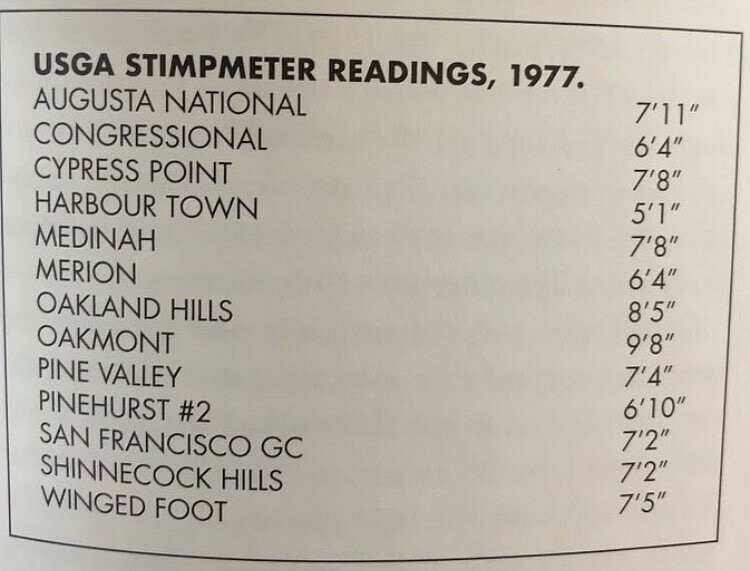 USGA STIMPMETER READINGS, 1977.
AUGUSTA NATIONAL 7'11"
CONGRESSIONAL 6'4"
CYPRESS POINT 7'8"
HARBOUR TOWN 5'1"
MEDINAH 7'8"
MERION 6'4"
OAKLAND HILLS 8'5"
OAKMONT 9'8"
PINE VALLEY 7'4"
PINEHURST #2 6'10"
SAN FRANCISCO GC 7'2"
SHINNECOCK HILLS 7'2"
WINGED FOOT 7'5"